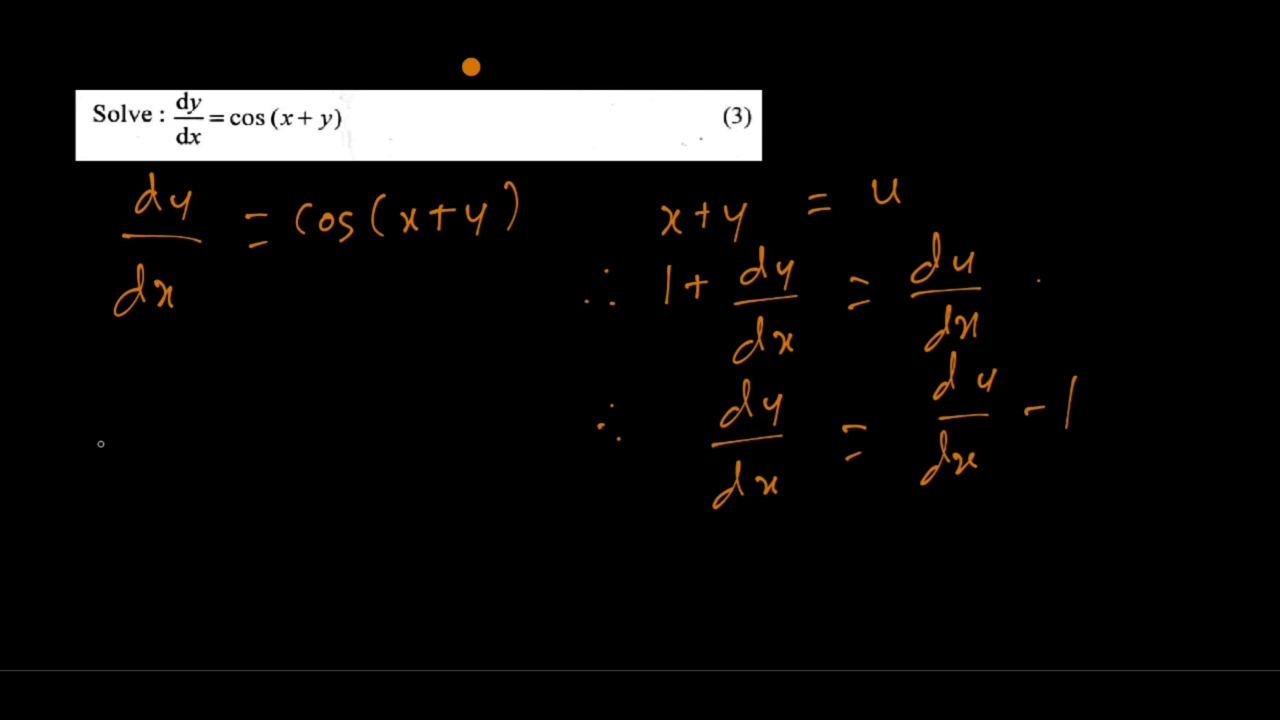 Solve : dy/dx = cos (x + y) (3)
dy/dx = cos(x+y)
x+y = u
∴ 1+ dy/dx = du/dx
∴ dy/dx = du/dx - 1